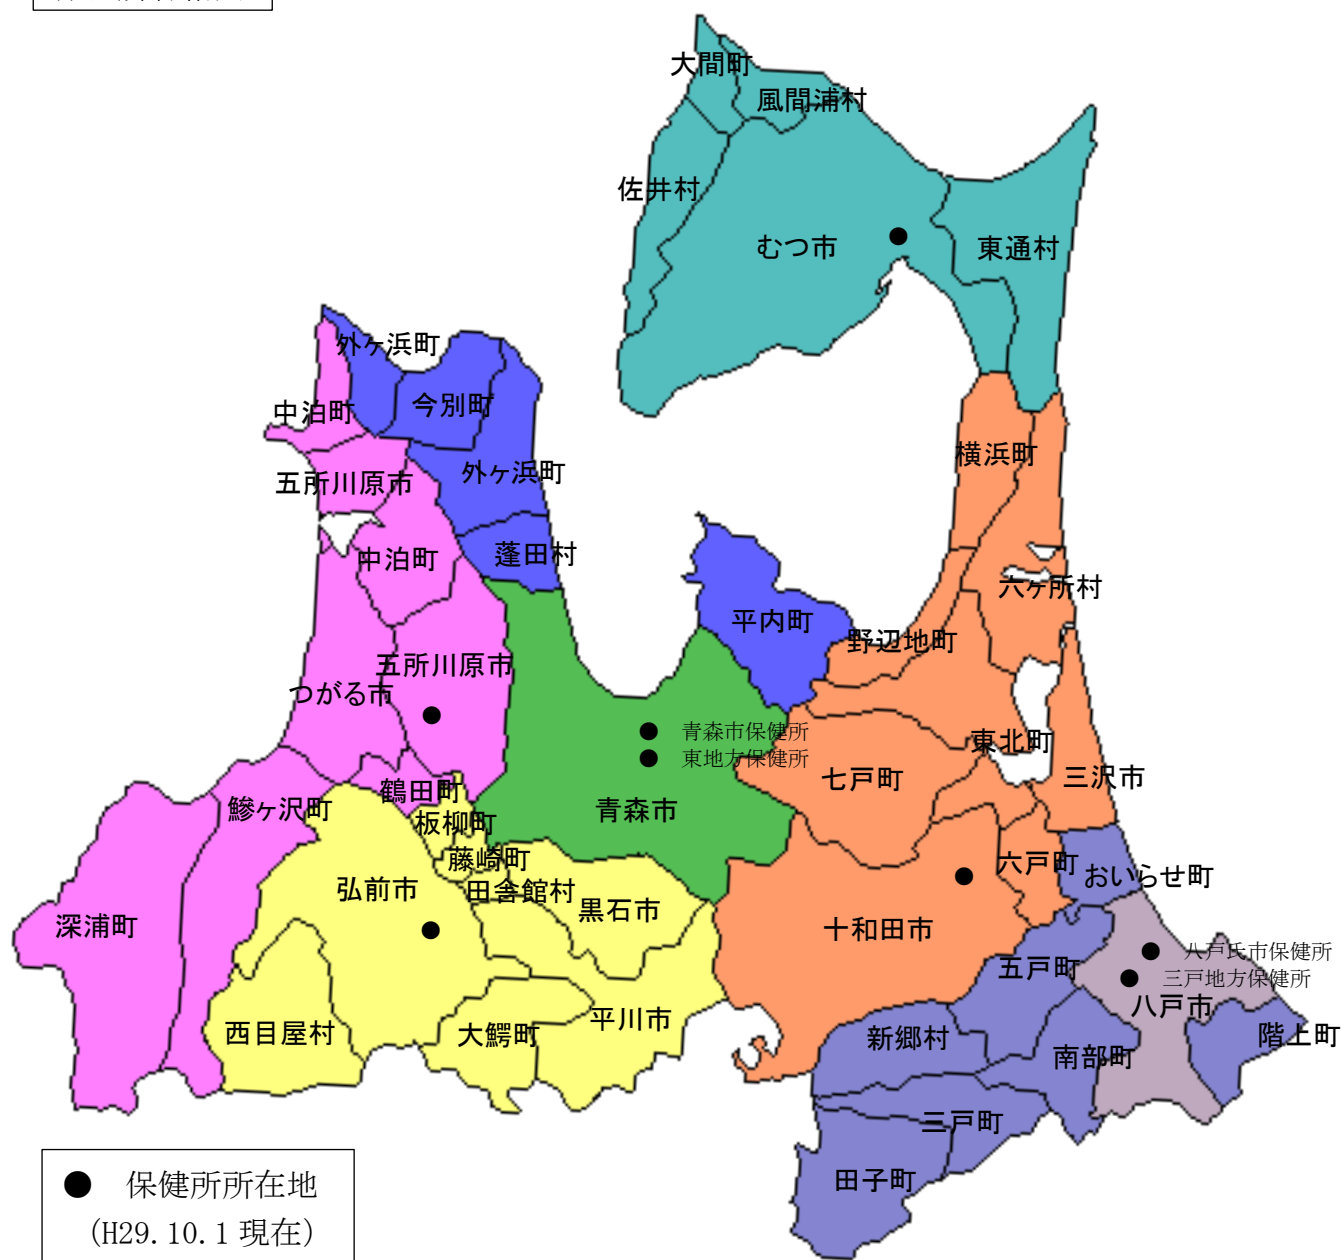 大間町
風間浦村
佐井村
むつ市
東通村
外ヶ浜町
今別町
中泊町
横浜町
外ヶ浜町
五所川原市
蓬田村
中泊町
六ヶ所村
平内町
野辺地町
五所川原市
つがる市
青森市保健所
東北町
東地方保健所
七戸町
三沢市
鶴田町
鰺ヶ沢町
青森市
板柳町
藤崎町
六戸町
おいらせ町
弘前市
田舎館村
黒石市
深浦町
十和田市
八戸氏市保健所
五戸町
三戸地方保健所
八戸市
平川市
西目屋村
大鰐町
新郷村
階上町
南部町
三戸町
田子町
● 保健所所在地
(H29.10.1 現在)